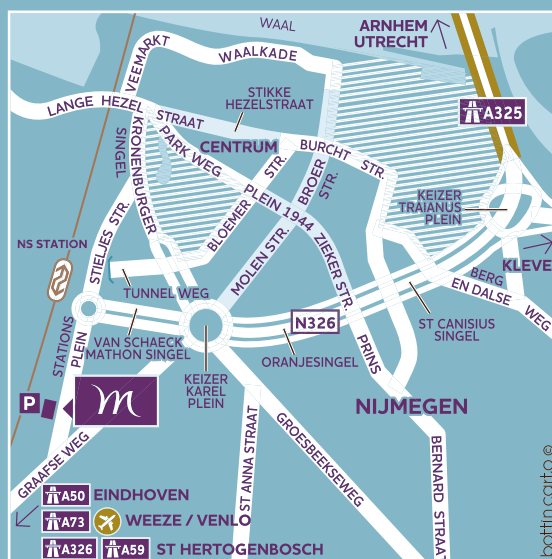 WAAL
ARNHEM
UTRECHT
VEEMARKT
WAALKADE
A325
LANGE HEZEL STRAAT
STIKKE
HEZELSTRAAT
CENTRUM
BURCHT STR.
PARK WEG
SINGEL
KRONENBURGER
BROER STR.
BLOEMER STR.
PLEIN 1944
ZIEKER STR.
MOLEN STR.
KEIZER
TRAIANUS
PLEIN
KLEVE
NS STATION
STIELJES STR.
TUNNEL WEG
BERG
EN DALSE WEG
N326
ST CANISIUS
SINGEL
VAN SCHAECK
MATHON SINGEL
STATIONS
PLEIN
ORANJESINGEL
KEIZER
KAREL
PLEIN
PRINS
BERNARD STRAAT
NIJMEGEN
P
M
GRAAFSE WEG
ST ANNA STRAAT
GROESBEEKSEWEG
A50 EINDHOVEN
A73 WEEZE / VENLO
A326 A59 ST HERTOGENBOSCH